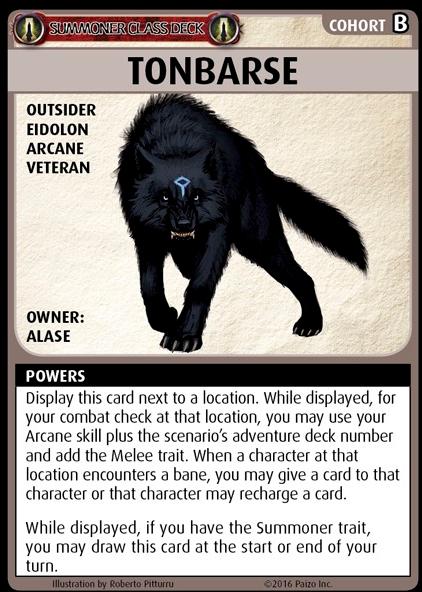 SUMMONER CLASS DECK
COHORT B
TONBARSE
OUTSIDER
EIDOLON
ARCANE
VETERAN
OWNER:
ALASE
POWERS
Display this card next to a location. While displayed, for
your combat check at that location, you may use your
Arcane skill plus the scenario's adventure deck number
and add the Melee trait. When a character at that
location encounters a bane, you may give a card to that
character or that character may recharge a card.
While displayed, if you have the Summoner trait,
you may draw this card at the start or end of your
turn.
Illustration by Roberto Pitturru ©2016 Paizo Inc.